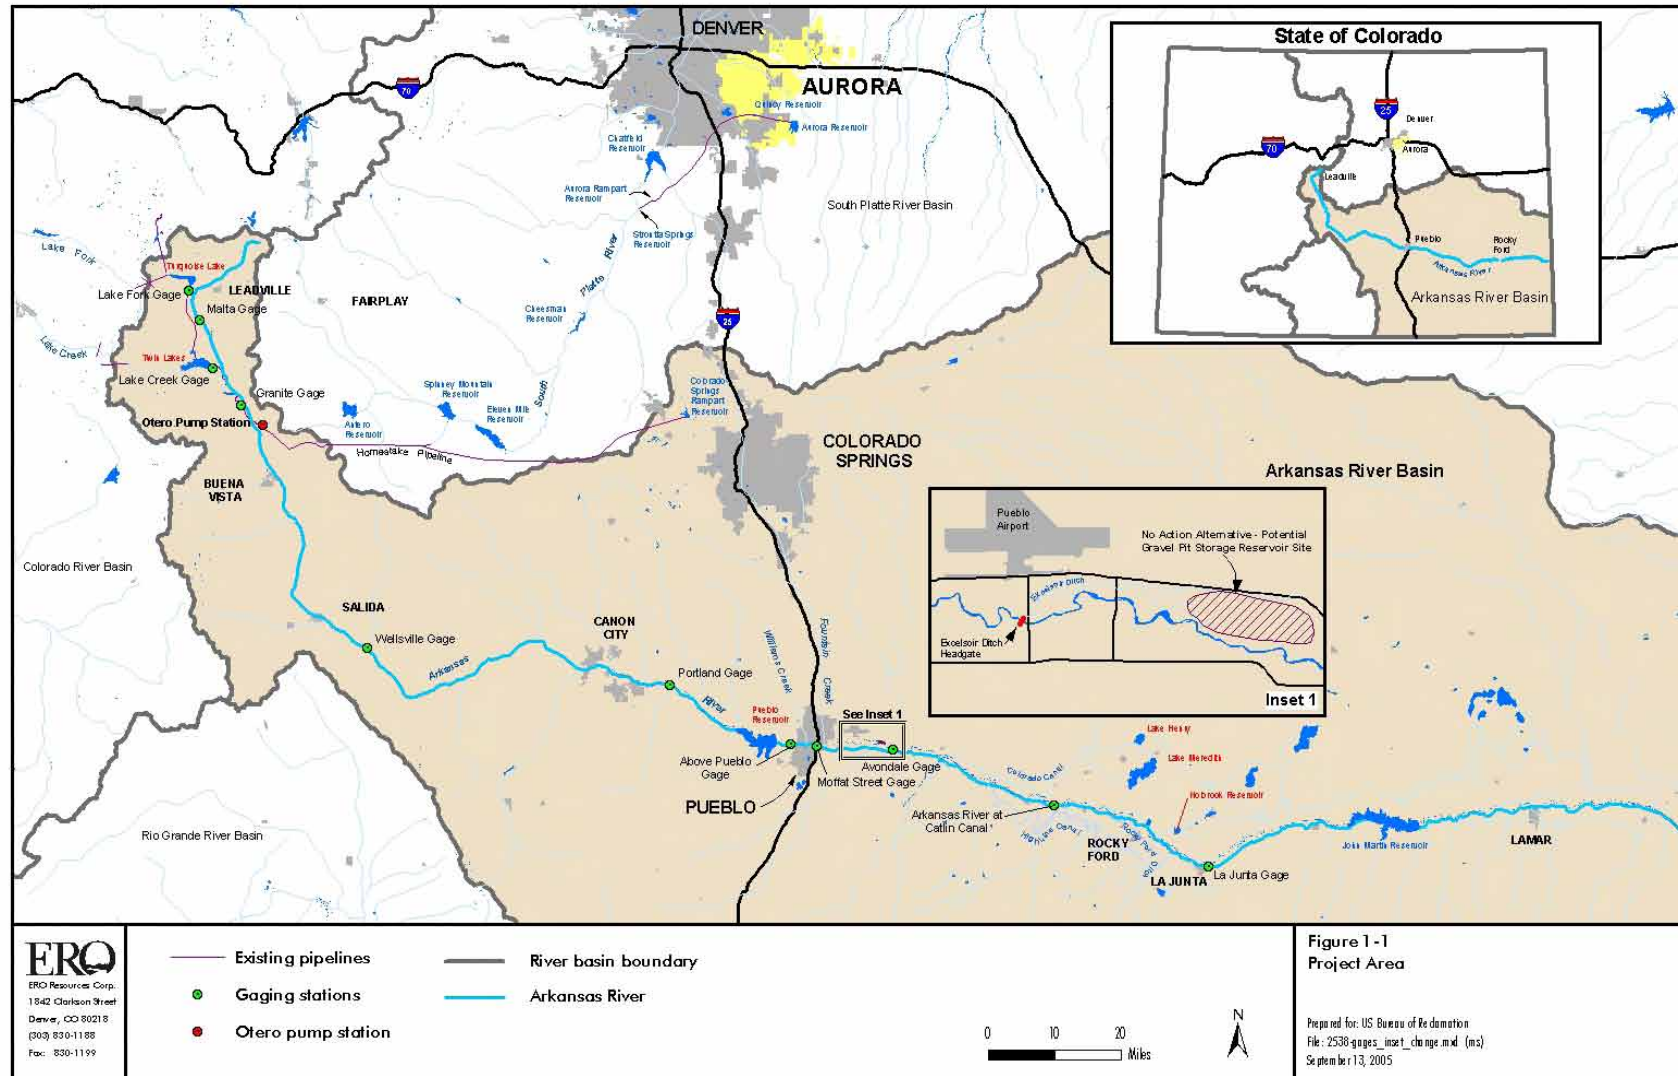 DENVER
AURORA
70
Quincy Reservoir
Aurora Reservoir
Chatfield
Reservoir
Aurora Rampart
Reservoir
Strontia Springs
Reservoir
South Platte River Basin
State of Colorado
25
70
Denver
Aurora
Leadville
Pueblo
Rocky
Ford
Arkansas River
Arkansas River Basin
Lake Fork
Turquoise Lake
Lake Fork Gage
LEADVILLE
Malta Gage
FAIRPLAY
Cheesman
Reservoir
South Platte River
25
Lake Creek
Twin Lakes
Lake Creek Gage
Granite Gage
Otero Pump Station
Antero
Reservoir
Spinney Mountain
Reservoir
Eleven Mile
Reservoir
Colorado
Springs
Rampart
Reservoir
Homestake Pipeline
COLORADO
SPRINGS
Arkansas River Basin
BUENA
VISTA
Colorado River Basin
Pueblo
Airport
No Action Alternative - Potential
Gravel Pit Storage Reservoir Site
Excelsoir Ditch
Excelsoir Ditch
Headgate
Inset 1
SALIDA
Wellsville Gage
CANON
CITY
Arkansas River
Portland Gage
Williams Creek
Fountain Creek
Pueblo
Reservoir
See Inset 1
Above Pueblo
Gage
Moffat Street Gage
Avondale Gage
PUEBLO
Lake Henry
Lake Meredith
Colorado Canal
Holbrook Reservoir
Arkansas River at
Catlin Canal
Highline Canal
Rocky Ford Ditch
ROCKY
FORD
LA JUNTA
La Junta Gage
John Martin Reservoir
LAMAR
Rio Grande River Basin
ERO
ERO Resources Corp.
1842 Clarkson Street
Denver, CO 80218
(303) 830-1188
Fax: 830-1199
Existing pipelines
Gaging stations
Otero pump station
River basin boundary
Arkansas River
0 10 20
Miles
N
Figure 1-1
Project Area
Prepared for: US Bureau of Reclamation
File: 2538-gages_inset_change.mxd (ms)
September 13, 2005